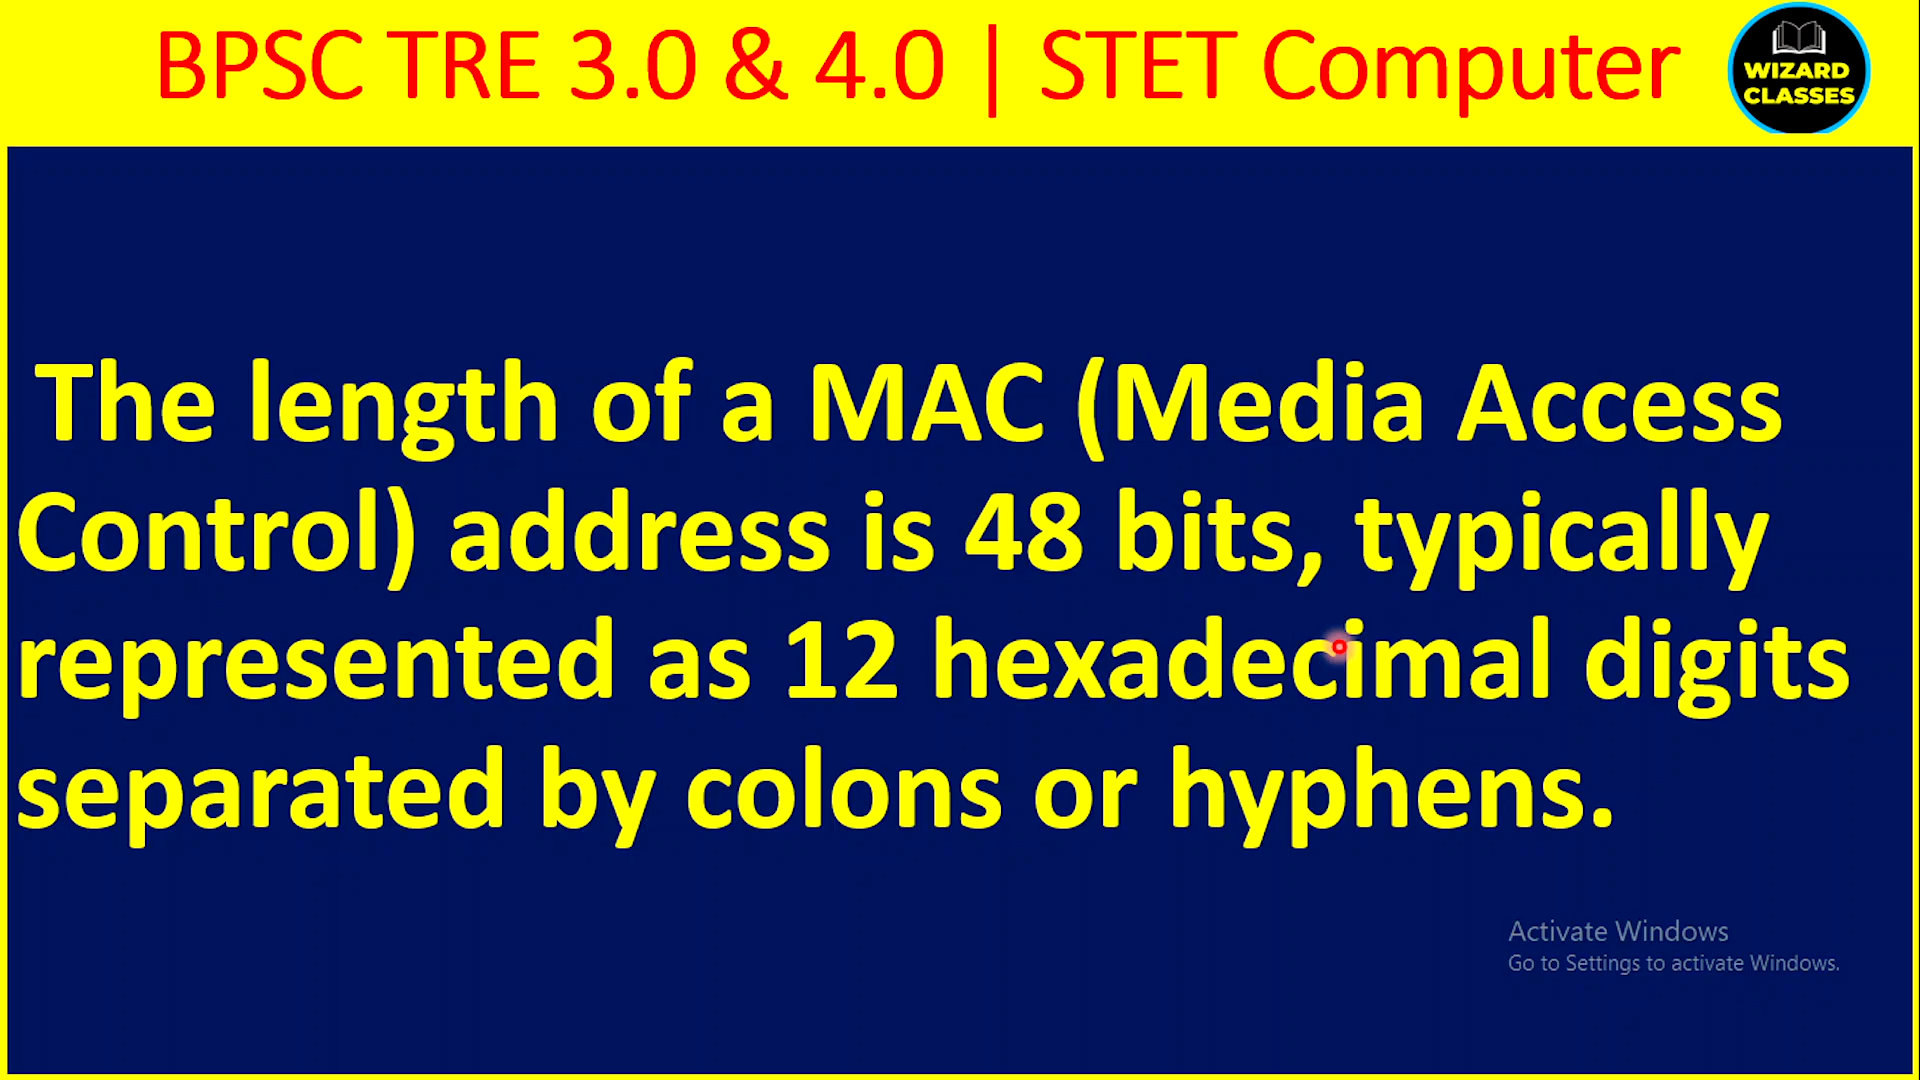 BPSC TRE 3.0 & 4.0 | STET Computer
WIZARD
CLASSES
The length of a MAC (Media Access
Control) address is 48 bits, typically
represented as 12 hexadecimal digits
separated by colons or hyphens.
Activate Windows
Go to Settings to activate Windows.